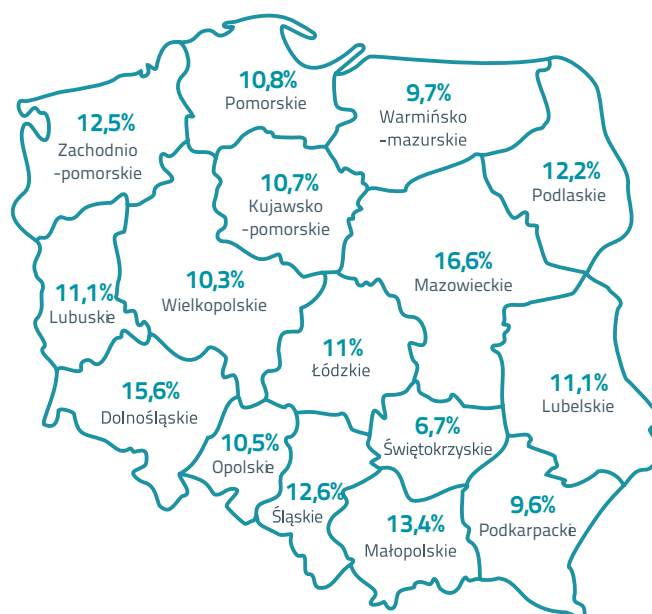 10,8%
Pomorskie
9,7%
Warmińsko
-mazurskie
12,5%
Zachodnio
-pomorskie
12,2%
Podlaskie
10,7%
Kujawsko
-pomorskie
16,6%
Mazowieckie
10,3%
Wielkopolskie
11,1%
Lubuskie
11%
Łódzkie
15,6%
Dolnośląskie
11,1%
Lubelskie
6,7%
Świętokrzyskie
10,5%
Opolskie
12,6%
Śląskie
13,4%
Małopolskie
9,6%
Podkarpackie